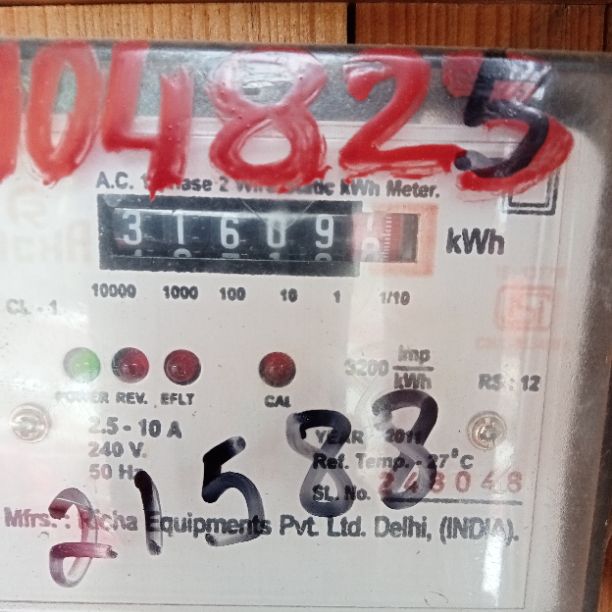 104825
A.C. 1 Phase 2 Wire Static kWh Meter.
31609 kWh
10000 1000 100 10 1 1/10
CL - 1
3200 imp/kWh
POWER REV. EFLT CAL
RS : 12
2.5 - 10 A
240 V.
50 Hz
YEAR - 2011
Ref. Temp. - 27°C
SL. No. 248048
21588
Mfrs. : Richa Equipments Pvt. Ltd. Delhi, (INDIA).